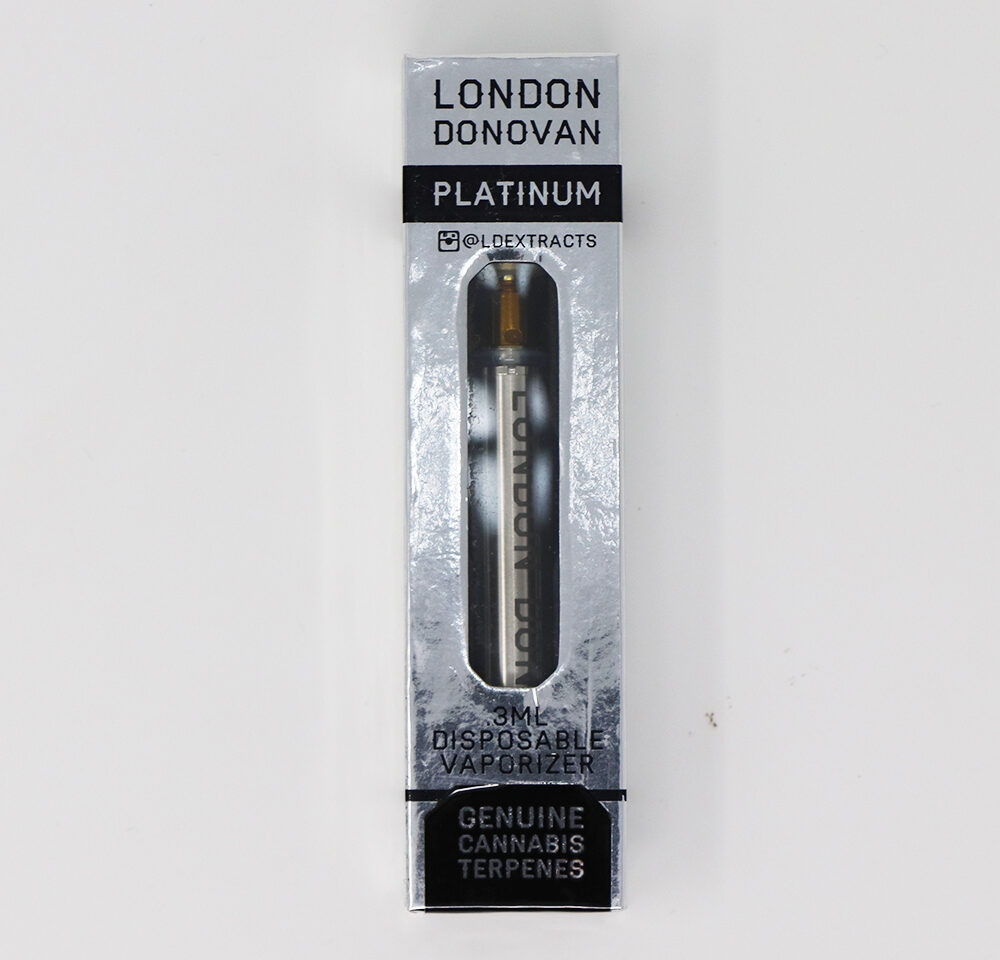 LONDON
DONOVAN
PLATINUM
@LDEXTRACTS
LONDON DON
.3ML
DISPOSABLE
VAPORIZER
GENUINE
CANNABIS
TERPENES